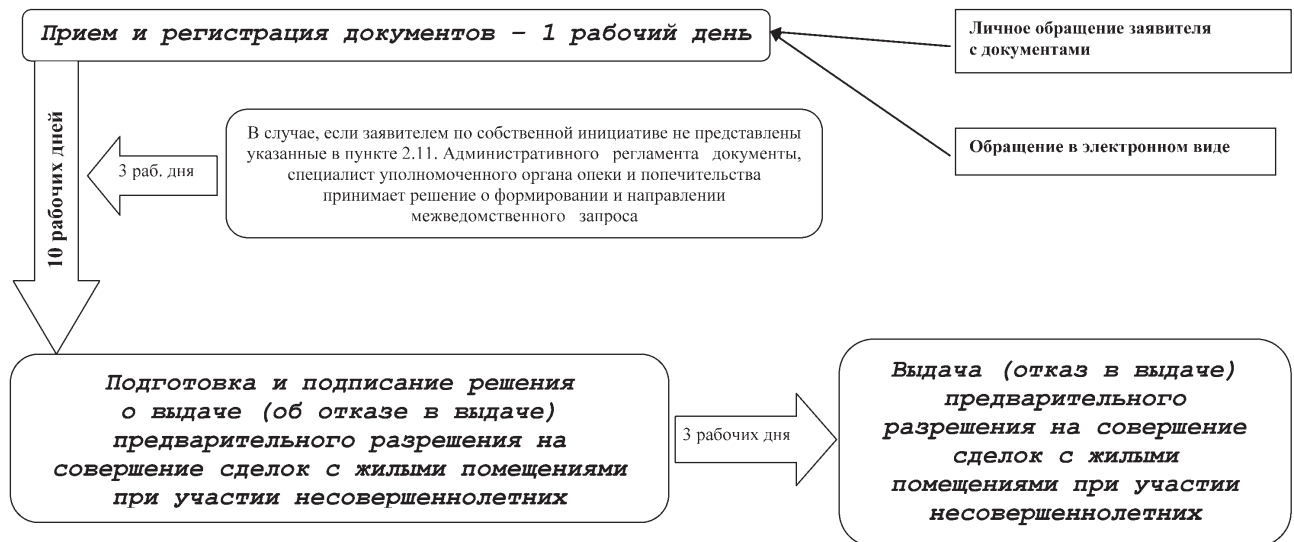 Прием и регистрация документов – 1 рабочий день
Личное обращение заявителя
с документами
Обращение в электронном виде
10 рабочих дней
3 раб. дня
В случае, если заявителем по собственной инициативе не представлены
указанные в пункте 2.11. Административного регламента документы,
специалист уполномоченного органа опеки и попечительства
принимает решение о формировании и направлении
межведомственного запроса
Подготовка и подписание решения
о выдаче (об отказе в выдаче)
предварительного разрешения на
совершение сделок с жилыми помещениями
при участии несовершеннолетних
3 рабочих дня
Выдача (отказ в выдаче)
предварительного
разрешения на совершение
сделок с жилыми
помещениями при участии
несовершеннолетних